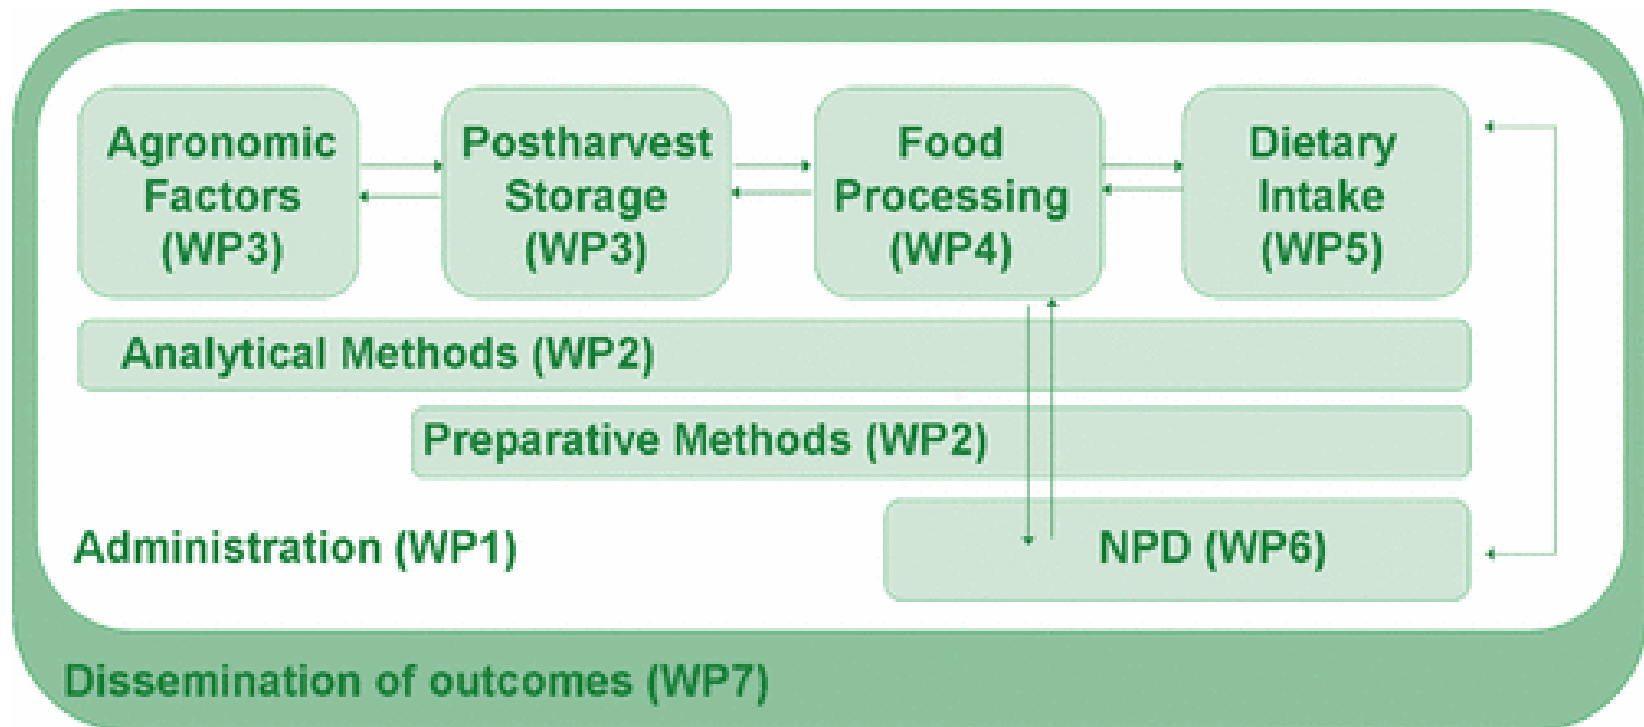 Agronomic
Factors
(WP3)
Postharvest
Storage
(WP3)
Food
Processing
(WP4)
Dietary
Intake
(WP5)
Analytical Methods (WP2)
Preparative Methods (WP2)
Administration (WP1)
NPD (WP6)
Dissemination of outcomes (WP7)